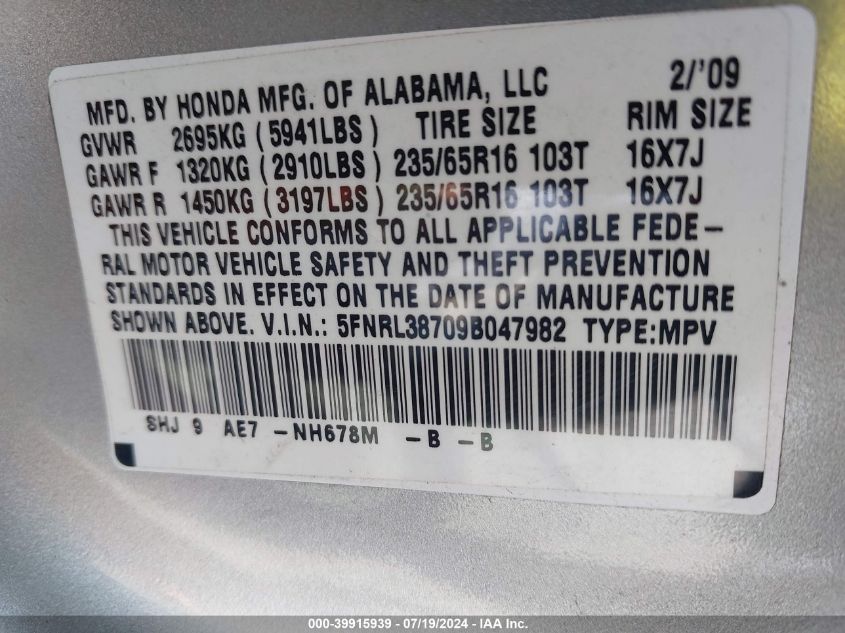 MFD. BY HONDA MFG. OF ALABAMA, LLC 2/'09
GVWR 2695KG (5941LBS) TIRE SIZE RIM SIZE
GAWR F 1320KG (2910LBS) 235/65R16 103T 16X7J
GAWR R 1450KG (3197LBS) 235/65R16 103T 16X7J
THIS VEHICLE CONFORMS TO ALL APPLICABLE FEDE-
RAL MOTOR VEHICLE SAFETY AND THEFT PREVENTION
STANDARDS IN EFFECT ON THE DATE OF MANUFACTURE
SHOWN ABOVE. V.I.N.: 5FNRL38709B047982 TYPE:MPV
SHJ 9 AE7 -NH678M -B -B
000-39915939 - 07/19/2024 - IAA Inc.